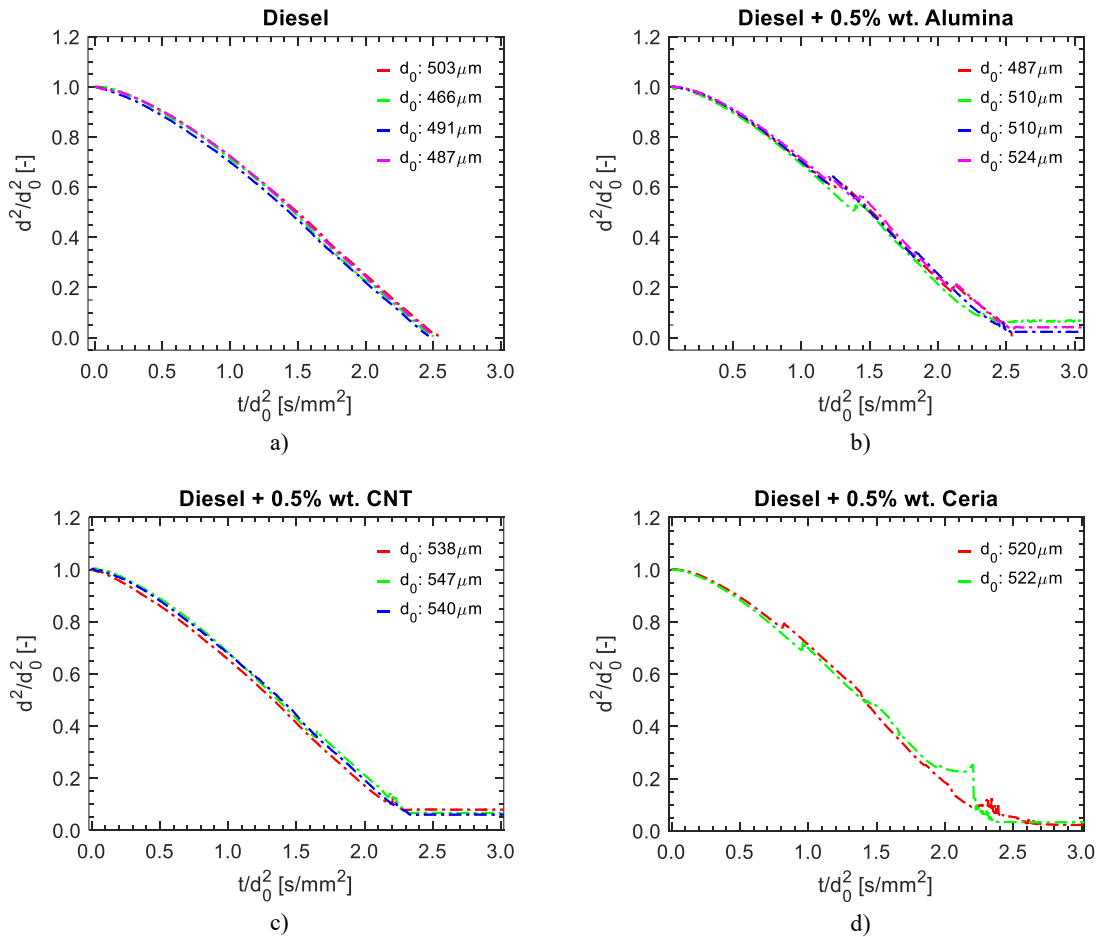 Diesel
1.2
1.0
0.8
0.6
0.4
0.2
0.0
d²/d₀² [-]
d₀: 503μm
d₀: 466μm
d₀: 491μm
d₀: 487μm
0.0 0.5 1.0 1.5 2.0 2.5 3.0
t/d₀² [s/mm²]
a)
Diesel + 0.5% wt. Alumina
1.2
1.0
0.8
0.6
0.4
0.2
0.0
d²/d₀² [-]
d₀: 487μm
d₀: 510μm
d₀: 510μm
d₀: 524μm
0.5 1.0 1.5 2.0 2.5 3.0
t/d₀² [s/mm²]
b)
Diesel + 0.5% wt. CNT
1.2
1.0
0.8
0.6
0.4
0.2
0.0
d²/d₀² [-]
d₀: 538μm
d₀: 547μm
d₀: 540μm
0.0 0.5 1.0 1.5 2.0 2.5 3.0
t/d₀² [s/mm²]
c)
Diesel + 0.5% wt. Ceria
1.2
1.0
0.8
0.6
0.4
0.2
0.0
d²/d₀² [-]
d₀: 520μm
d₀: 522μm
0.0 0.5 1.0 1.5 2.0 2.5 3.0
t/d₀² [s/mm²]
d)